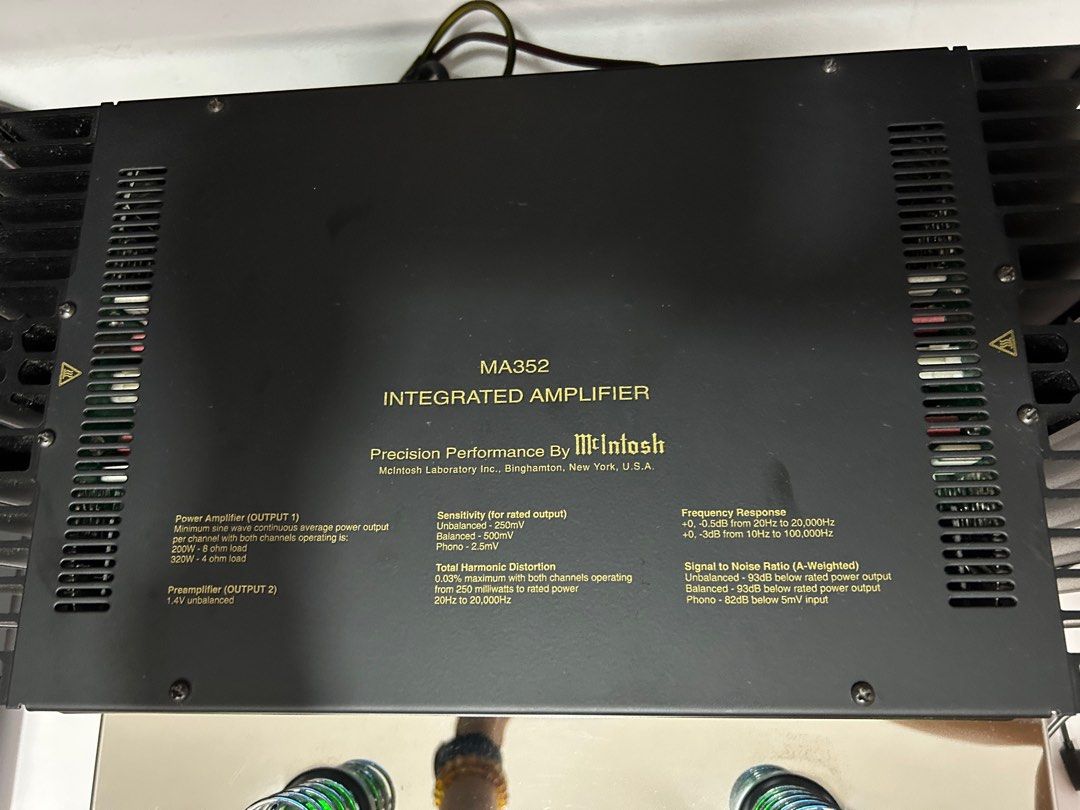 MA352
INTEGRATED AMPLIFIER
Precision Performance By McIntosh
McIntosh Laboratory Inc., Binghamton, New York, U.S.A.
Power Amplifier (OUTPUT 1)
Minimum sine wave continuous average power output
per channel with both channels operating is:
200W - 8 ohm load
320W - 4 ohm load
Preamplifier (OUTPUT 2)
1.4V unbalanced
Sensitivity (for rated output)
Unbalanced - 250mV
Balanced - 500mV
Phono - 2.5mV
Total Harmonic Distortion
0.03% maximum with both channels operating
from 250 milliwatts to rated power
20Hz to 20,000Hz
Frequency Response
+0, -0.5dB from 20Hz to 20,000Hz
+0, -3dB from 10Hz to 100,000Hz
Signal to Noise Ratio (A-Weighted)
Unbalanced - 93dB below rated power output
Balanced - 93dB below rated power output
Phono - 82dB below 5mV input